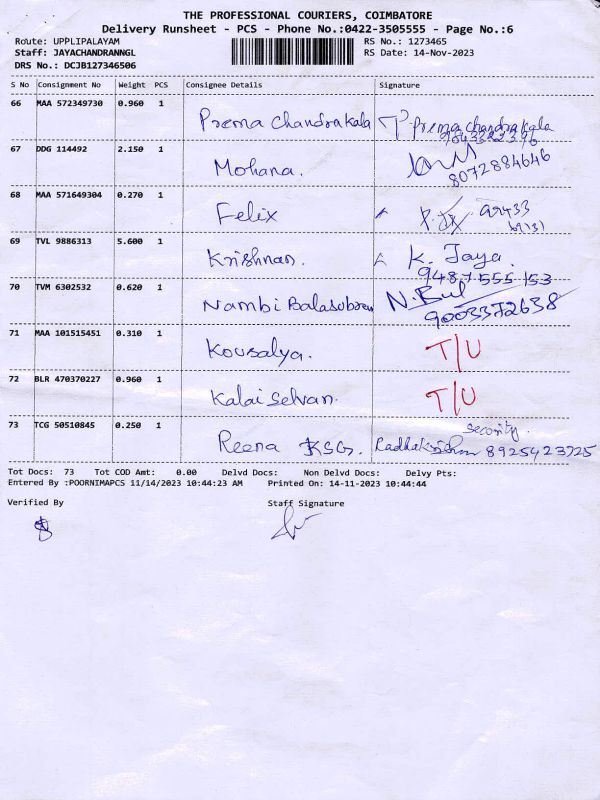 THE PROFESSIONAL COURIERS, COIMBATORE
Delivery Runsheet - PCS - Phone No.:0422-3505555 - Page No.:6
Route: UPPLIPALAYAM
Staff: JAYACHANDRANNGL
DRS No.: DCJB127346506
RS No.: 1273465
RS Date: 14-Nov-2023
S No Consignment No Weight PCS Consignee Details Signature
66 MAA 572349730 0.960 1 Prema Chandrakala T. Prema chandrakala
67 DDG 114492 2.150 1 Mohana.
8072884646
68 MAA 571649304 0.270 1 Felix
69 TVL 9886313 5.600 1 Krishnan. K. Jaya.
9487 555 153
70 TVM 6302532 0.620 1 Nambi Balasubram N. Bul
9003372638
71 MAA 101515451 0.310 1 Kousalya. T/U
72 BLR 470370227 0.960 1 Kalai selvan. T/U
security.
73 TCG 50510845 0.250 1 Reena KSG. Radhakrishnan 8925423725
Tot Docs: 73 Tot COD Amt: 0.00 Delvd Docs: Non Delvd Docs: Delvy Pts:
Entered By :POORNIMAPCS 11/14/2023 10:44:23 AM Printed On: 14-11-2023 10:44:44
Verified By Staff Signature